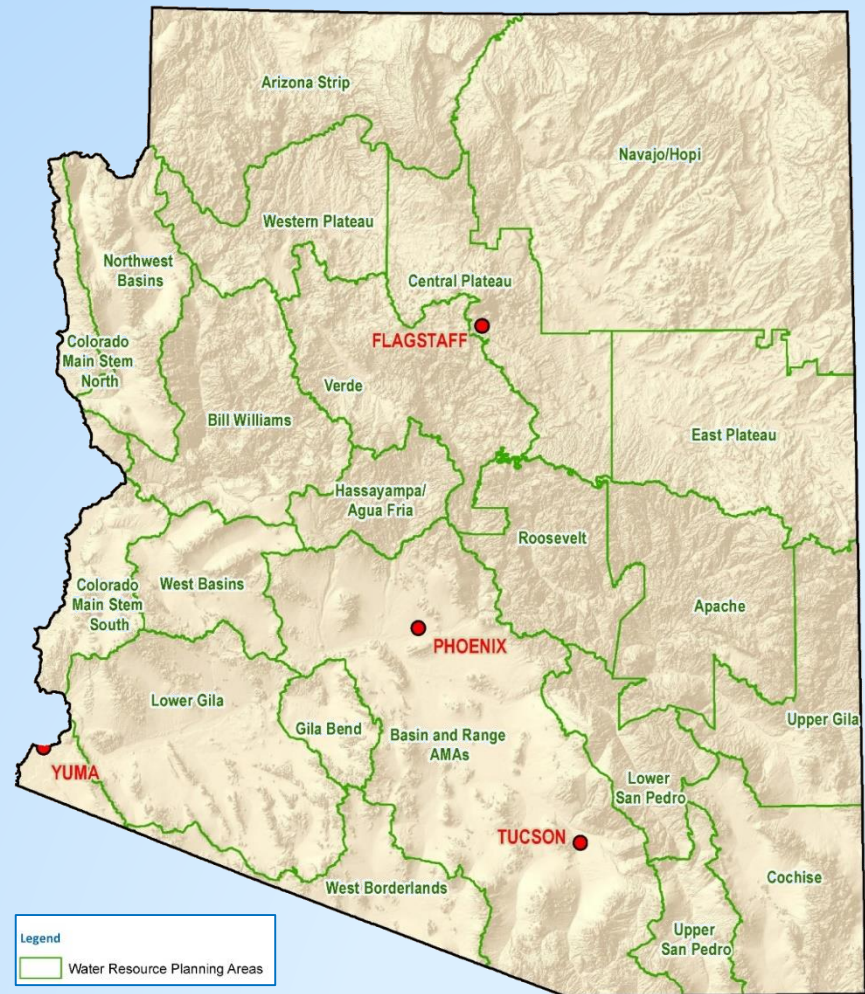 Arizona Strip
Navajo/Hopi
Western Plateau
Northwest
Basins
Central Plateau
FLAGSTAFF
Colorado
Main Stem
North
Verde
Bill Williams
East Plateau
Hassayampa/
Agua Fria
Roosevelt
West Basins
Colorado
Main Stem
South
Apache
PHOENIX
Lower Gila
Gila Bend
Basin and Range
AMAs
Upper Gila
YUMA
Lower
San Pedro
TUCSON
Cochise
West Borderlands
Upper
San Pedro
Legend
Water Resource Planning Areas